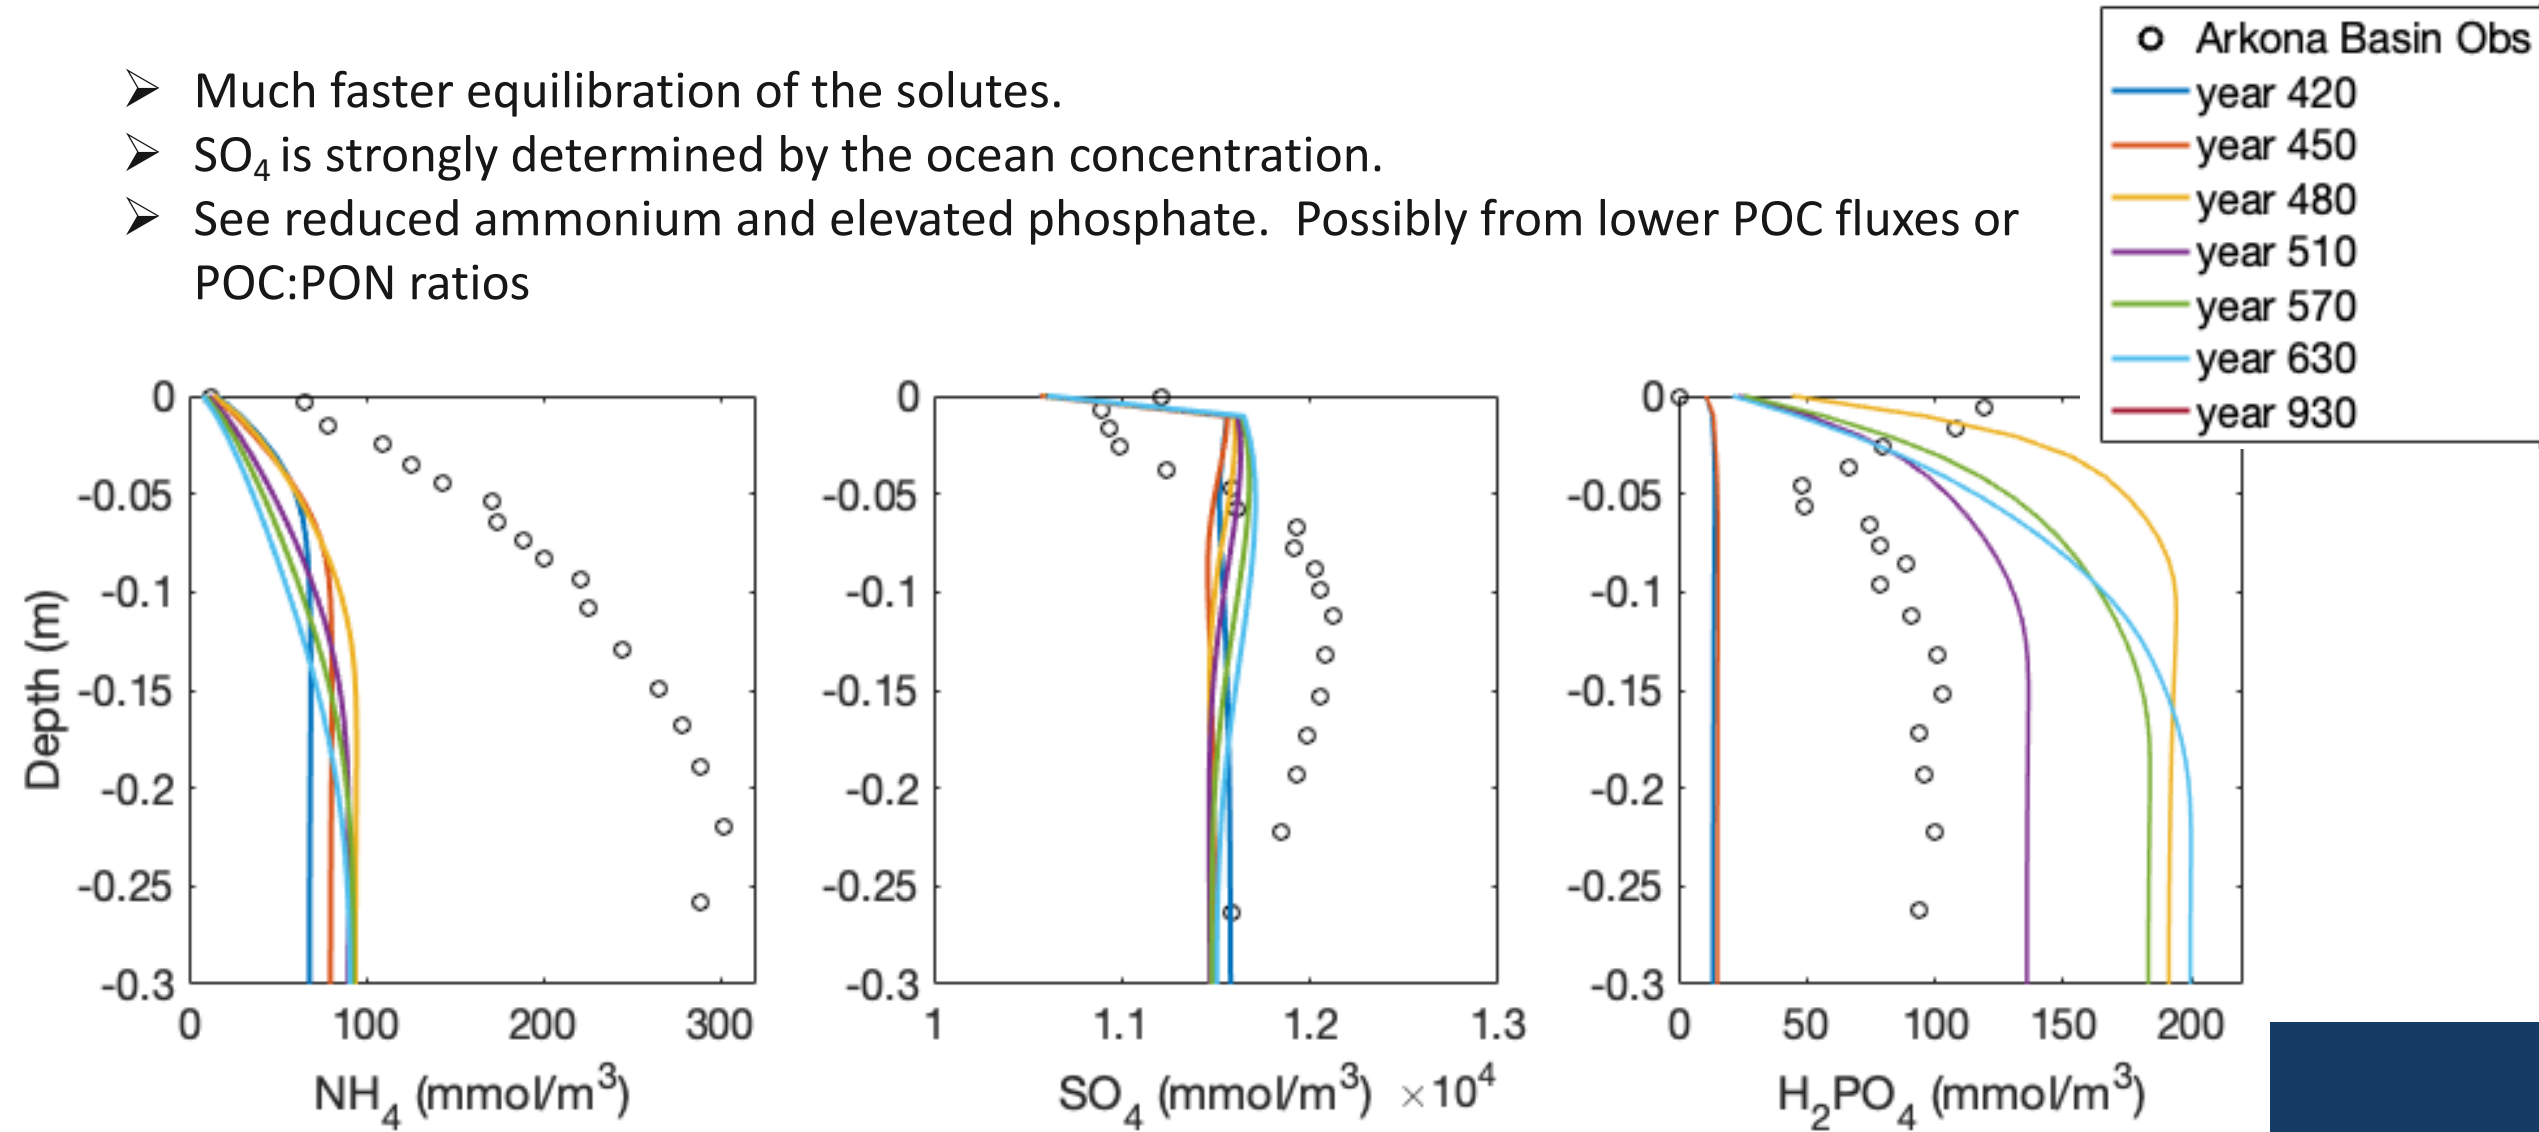 Much faster equilibration of the solutes.
SO4 is strongly determined by the ocean concentration.
See reduced ammonium and elevated phosphate.  Possibly from lower POC fluxes or
POC:PON ratios
Arkona Basin Obs
year 420
year 450
year 480
year 510
year 570
year 630
year 930
Depth (m)
0
-0.05
-0.1
-0.15
-0.2
-0.25
-0.3
0 100 200 300
NH4 (mmol/m3)
0
-0.05
-0.1
-0.15
-0.2
-0.25
-0.3
1 1.1 1.2 1.3
SO4 (mmol/m3) ×104
0
-0.05
-0.1
-0.15
-0.2
-0.25
-0.3
0 50 100 150 200
H2PO4 (mmol/m3)